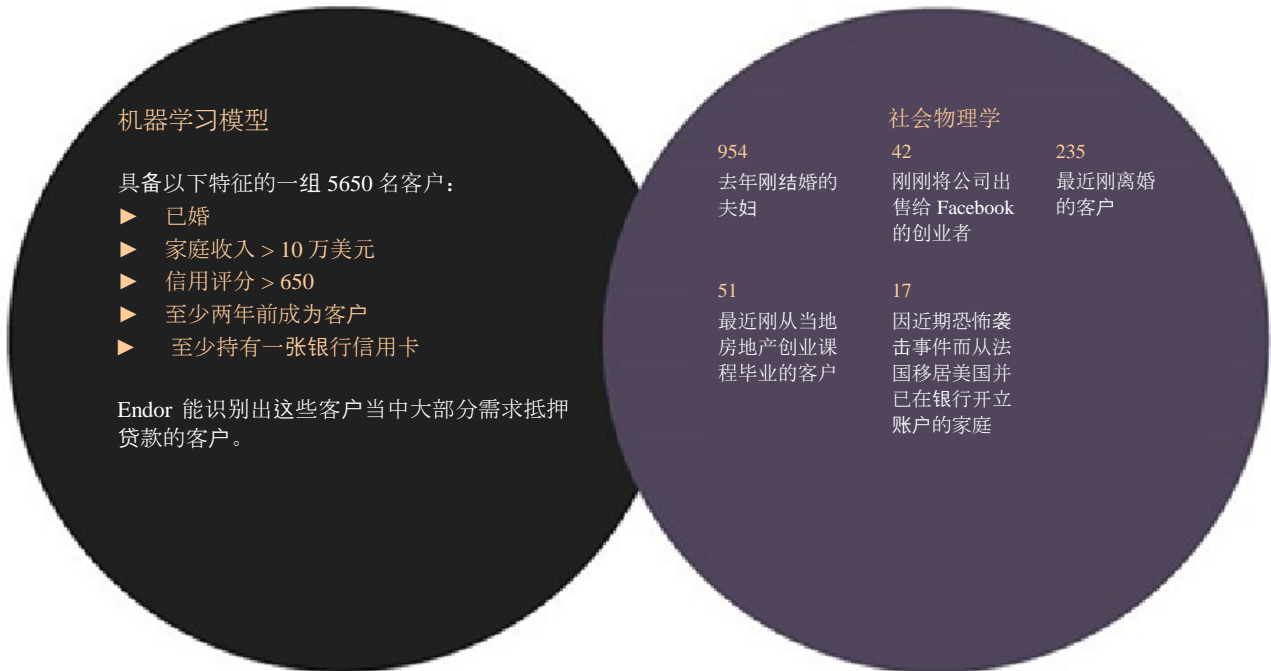 机器学习模型
具备以下特征的一组 5650 名客户：
► 已婚
► 家庭收入 > 10 万美元
► 信用评分 > 650
► 至少两年前成为客户
► 至少持有一张银行信用卡
Endor 能识别出这些客户当中大部分需求抵押
贷款的客户。
社会物理学
954
去年刚结婚的
夫妇
42
刚刚将公司出
售给 Facebook
的创业者
235
最近刚离婚
的客户
51
最近刚从当地
房地产创业课
程毕业的客户
17
因近期恐怖袭
击事件而从法
国移居美国并
已在银行开立
账户的家庭